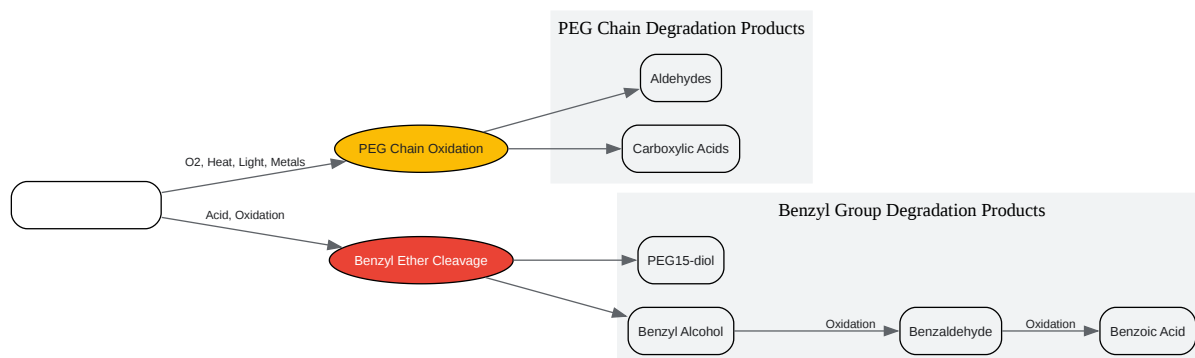 PEG Chain Degradation Products
Aldehydes
PEG Chain Oxidation
Carboxylic Acids
O2, Heat, Light, Metals
Acid, Oxidation
Benzyl Group Degradation Products
Benzyl Ether Cleavage
PEG15-diol
Benzyl Alcohol
Oxidation
Benzaldehyde
Oxidation
Benzoic Acid